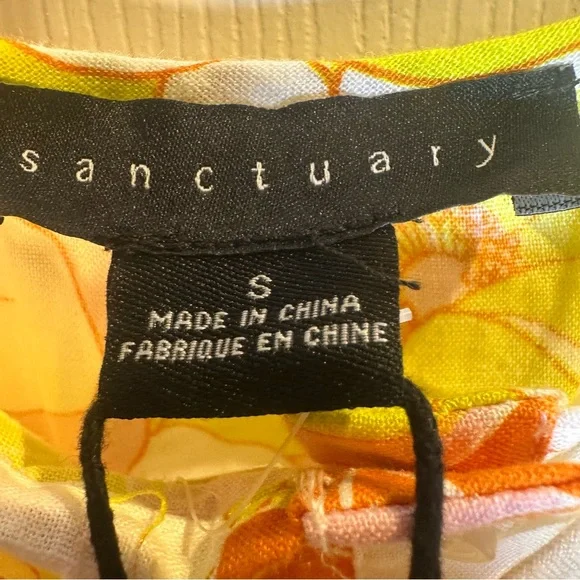 sanctuary
S
MADE IN CHINA
FABRIQUE EN CHINE